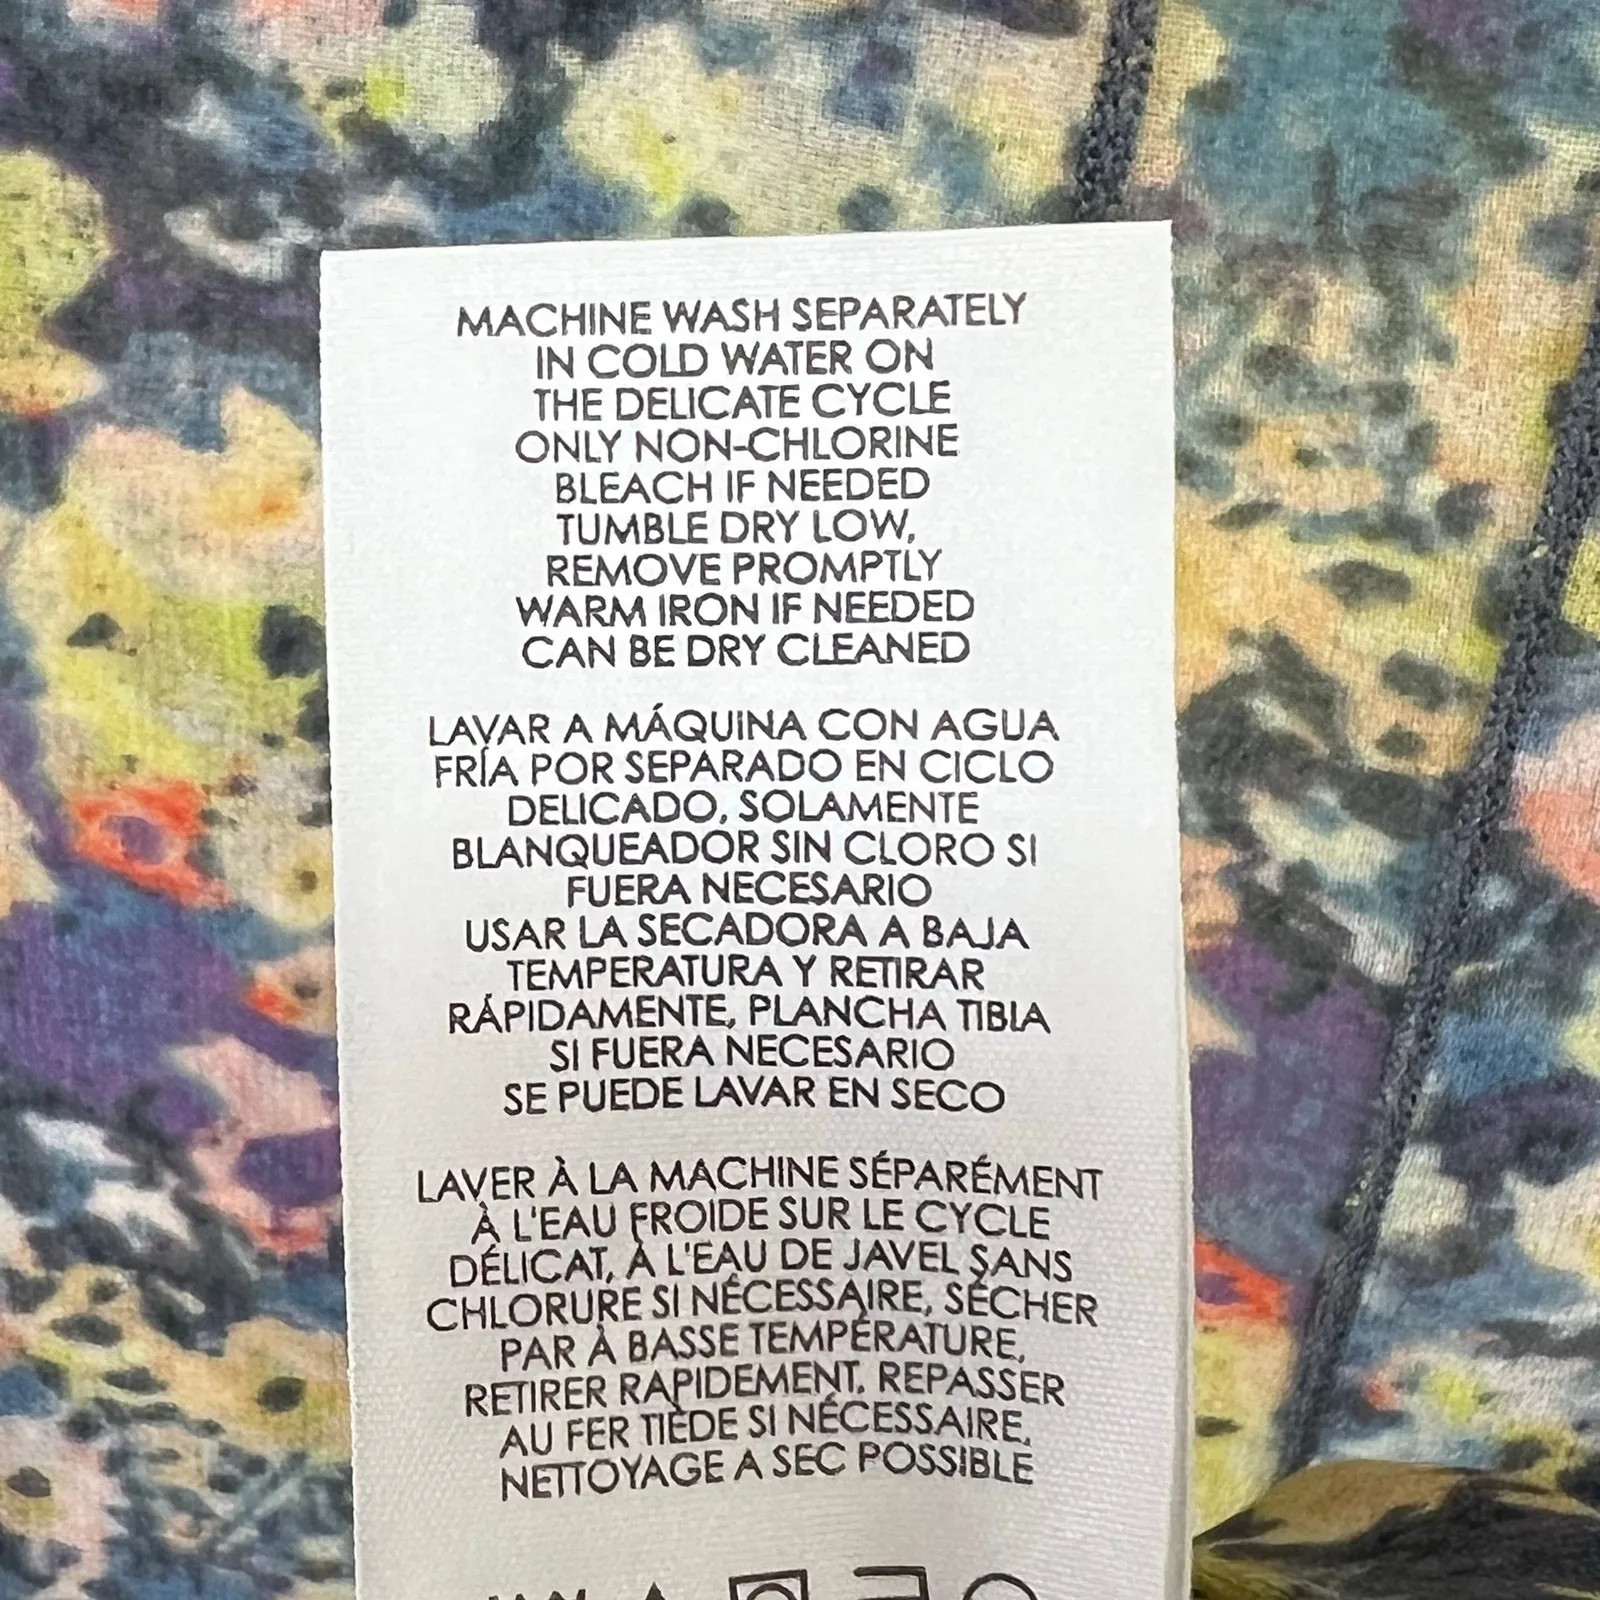 MACHINE WASH SEPARATELY
IN COLD WATER ON
THE DELICATE CYCLE
ONLY NON-CHLORINE
BLEACH IF NEEDED
TUMBLE DRY LOW,
REMOVE PROMPTLY
WARM IRON IF NEEDED
CAN BE DRY CLEANED
LAVAR A MÁQUINA CON AGUA
FRÍA POR SEPARADO EN CICLO
DELICADO, SOLAMENTE
BLANQUEADOR SIN CLORO SI
FUERA NECESARIO
USAR LA SECADORA A BAJA
TEMPERATURA Y RETIRAR
RÁPIDAMENTE, PLANCHA TIBIA
SI FUERA NECESARIO
SE PUEDE LAVAR EN SECO
LAVER À LA MACHINE SÉPARÉMENT
À L'EAU FROIDE SUR LE CYCLE
DÉLICAT, À L'EAU DE JAVEL SANS
CHLORURE SI NÉCESSAIRE, SÉCHER
PAR À BASSE TEMPÉRATURE,
RETIRER RAPIDEMENT, REPASSER
AU FER TIÈDE SI NÉCESSAIRE,
NETTOYAGE A SEC POSSIBLE